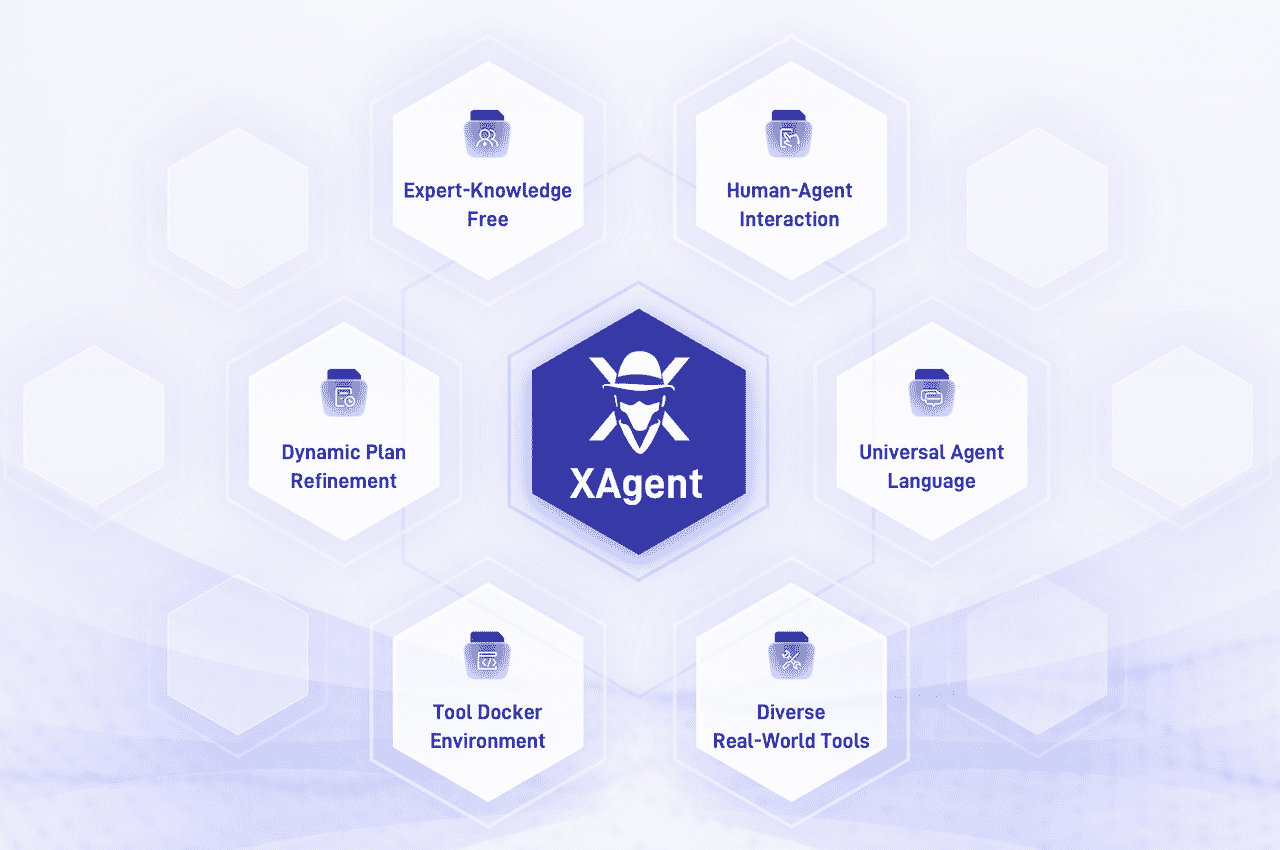 Expert-Knowledge
Free
Human-Agent
Interaction
Dynamic Plan
Refinement
XAgent
Universal Agent
Language
Tool Docker
Environment
Diverse
Real-World Tools